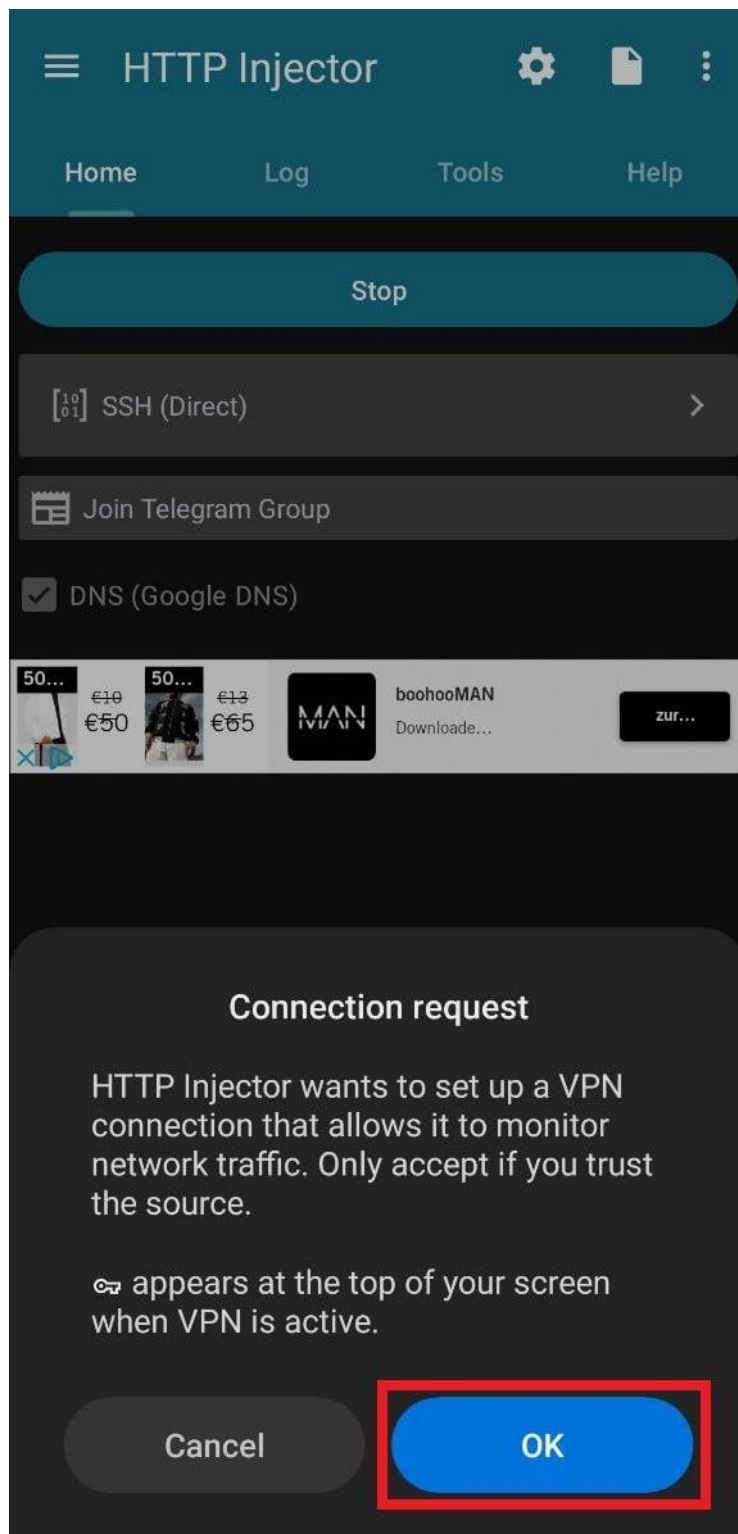 HTTP Injector
Home Log Tools Help
Stop
SSH (Direct)
Join Telegram Group
DNS (Google DNS)
50... 50...
€10 €13
€50 €65
MAN
boohooMAN
Downloade...
zur...
Connection request
HTTP Injector wants to set up a VPN
connection that allows it to monitor
network traffic. Only accept if you trust
the source.
appears at the top of your screen
when VPN is active.
Cancel OK